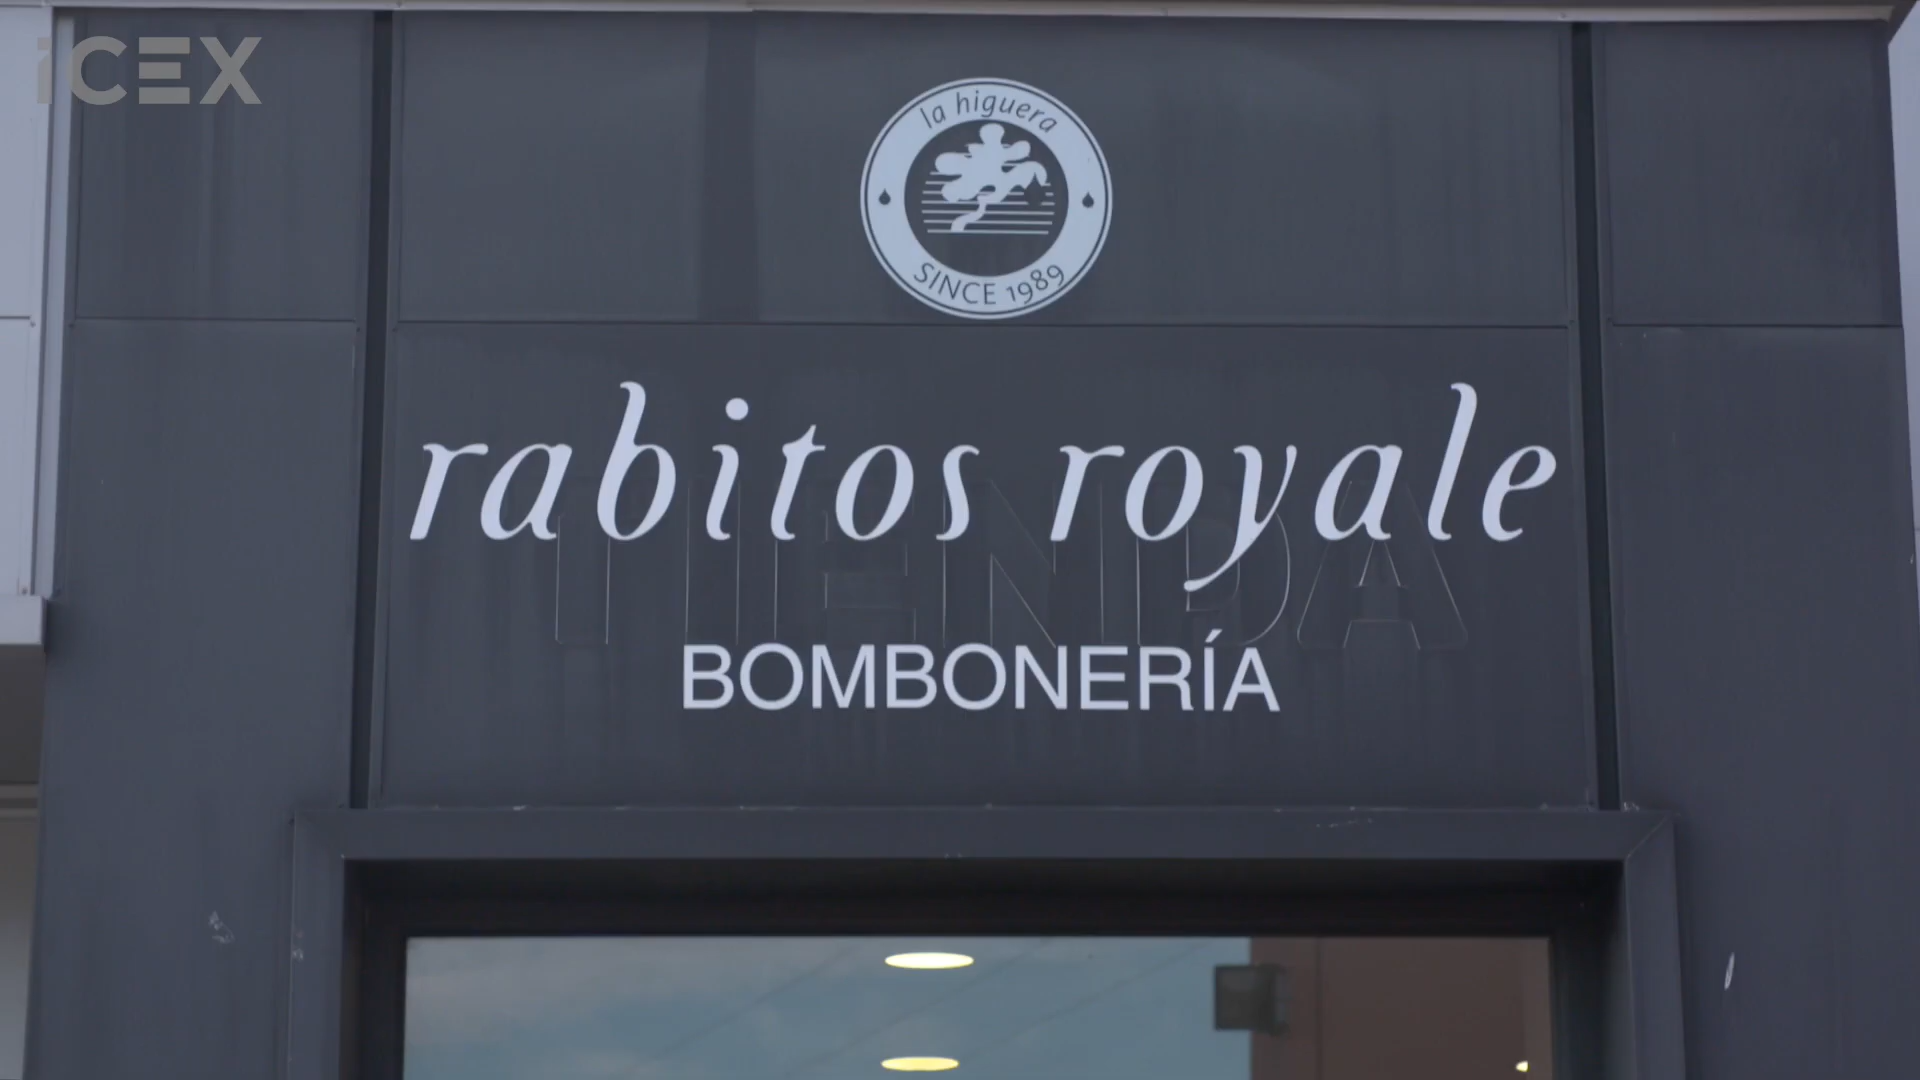 iCEX
la higuera
SINCE 1989
rabitos royale
TIENDA
BOMBONERÍA